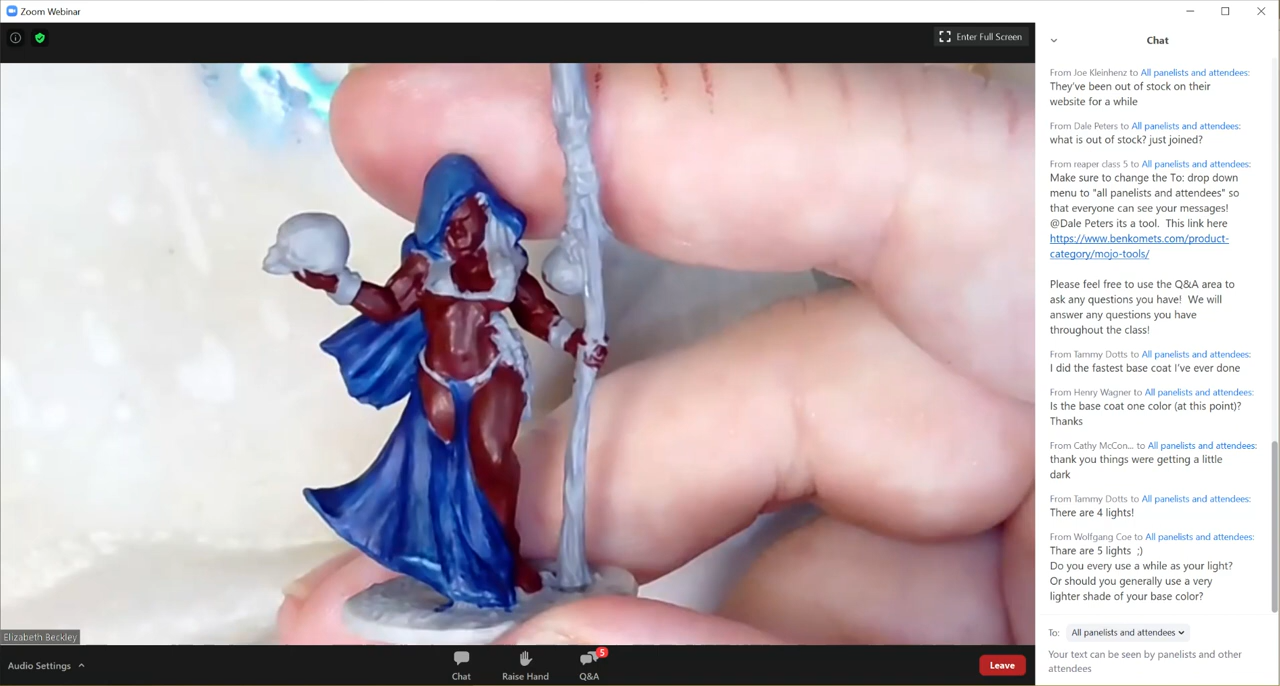 Zoom Webinar
Enter Full Screen
Chat
From Joe Kleinhenz to All panelists and attendees:
They've been out of stock on their
website for a while
From Dale Peters to All panelists and attendees:
what is out of stock? just joined?
From reaper class 5 to All panelists and attendees:
Make sure to change the To: drop down
menu to "all panelists and attendees" so
that everyone can see your messages!
@Dale Peters its a tool.  This link here
https://www.benkomets.com/product-
category/mojo-tools/
Please feel free to use the Q&A area to
ask any questions you have!  We will
answer any questions you have
throughout the class!
From Tammy Dotts to All panelists and attendees:
I did the fastest base coat I've ever done
From Henry Wagner to All panelists and attendees:
Is the base coat one color (at this point)?
Thanks
From Cathy McCon... to All panelists and attendees:
thank you things were getting a little
dark
From Tammy Dotts to All panelists and attendees:
There are 4 lights!
From Wolfgang Coe to All panelists and attendees:
Thare are 5 lights  ;)
Do you every use a while as your light?
Or should you generally use a very
lighter shade of your base color?
To: All panelists and attendees
Your text can be seen by panelists and other
attendees
Elizabeth Beckley
Audio Settings
Chat
Raise Hand
5
Q&A
Leave